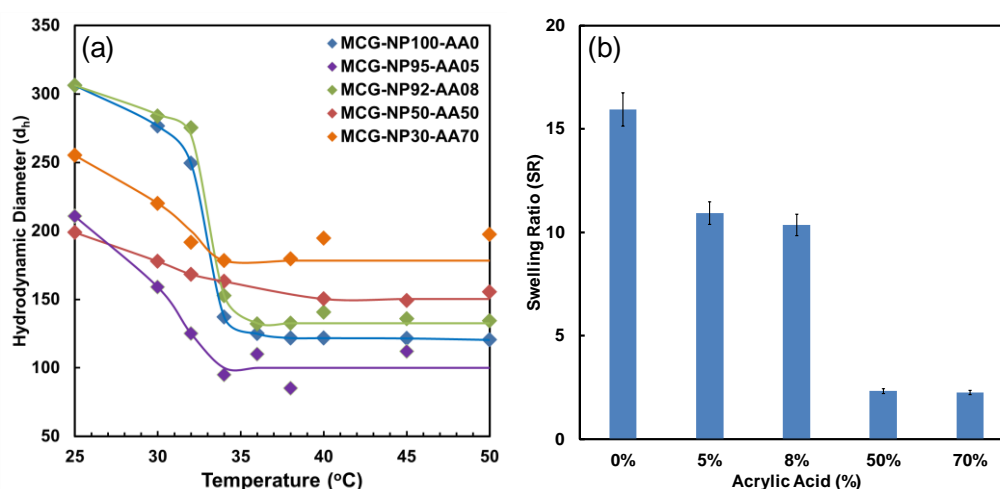 (a)
MCG-NP100-AA0
MCG-NP95-AA05
MCG-NP92-AA08
MCG-NP50-AA50
MCG-NP30-AA70
Hydrodynamic Diameter (dₕ)
350
300
250
200
150
100
50
25 30 35 40 45 50
Temperature (ᵒC)
(b)
Swelling Ratio (SR)
20
15
10
5
0
0% 5% 8% 50% 70%
Acrylic Acid (%)